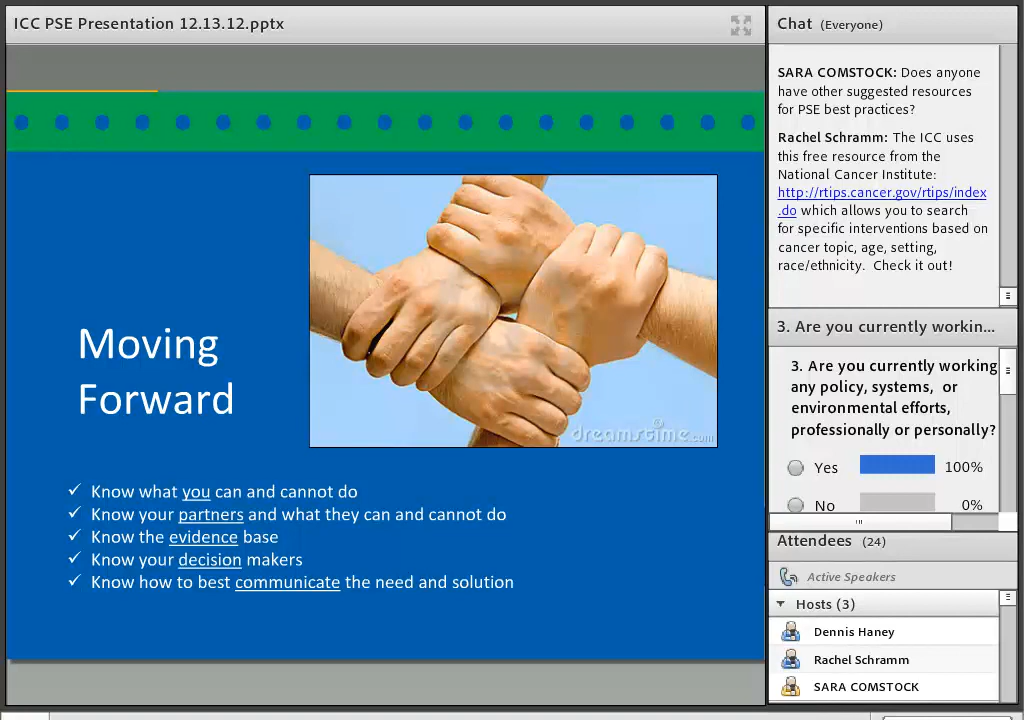 ICC PSE Presentation 12.13.12.pptx
Moving
Forward
dreamstime.com
✓ Know what you can and cannot do
✓ Know your partners and what they can and cannot do
✓ Know the evidence base
✓ Know your decision makers
✓ Know how to best communicate the need and solution
Chat (Everyone)
SARA COMSTOCK: Does anyone
have other suggested resources
for PSE best practices?
Rachel Schramm: The ICC uses
this free resource from the
National Cancer Institute:
http://rtips.cancer.gov/rtips/index
.do which allows you to search
for specific interventions based on
cancer topic, age, setting,
race/ethnicity. Check it out!
3. Are you currently workin...
3. Are you currently working
any policy, systems, or
environmental efforts,
professionally or personally?
Yes 100%
No 0%
Attendees (24)
Active Speakers
Hosts (3)
Dennis Haney
Rachel Schramm
SARA COMSTOCK